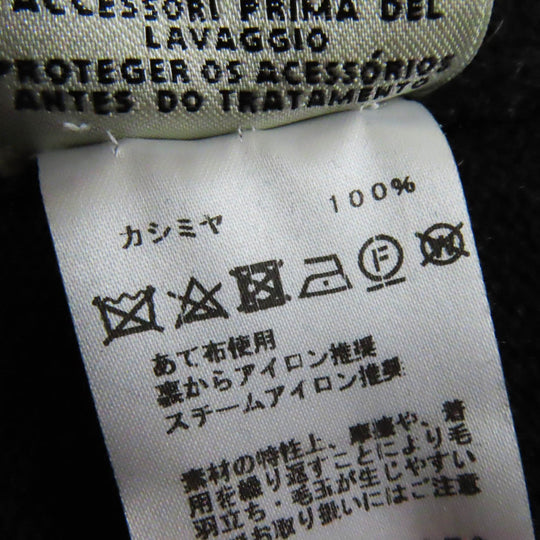 ACCESSORI PRIMA DEL
LAVAGGIO
PROTEGER OS ACESSÓRIOS
ANTES DO TRATAMENTO
カシミヤ 100%
F
W
あて布使用
裏からアイロン推奨
スチームアイロン推奨
素材の特性上、摩擦や、着
用を繰り返すことにより毛
羽立ち・毛玉が生じやすい
お取り扱いにはご注意